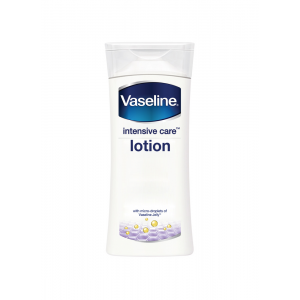 Vaseline.
intensive care™
lotion
with micro-droplets of
Vaseline Jelly*